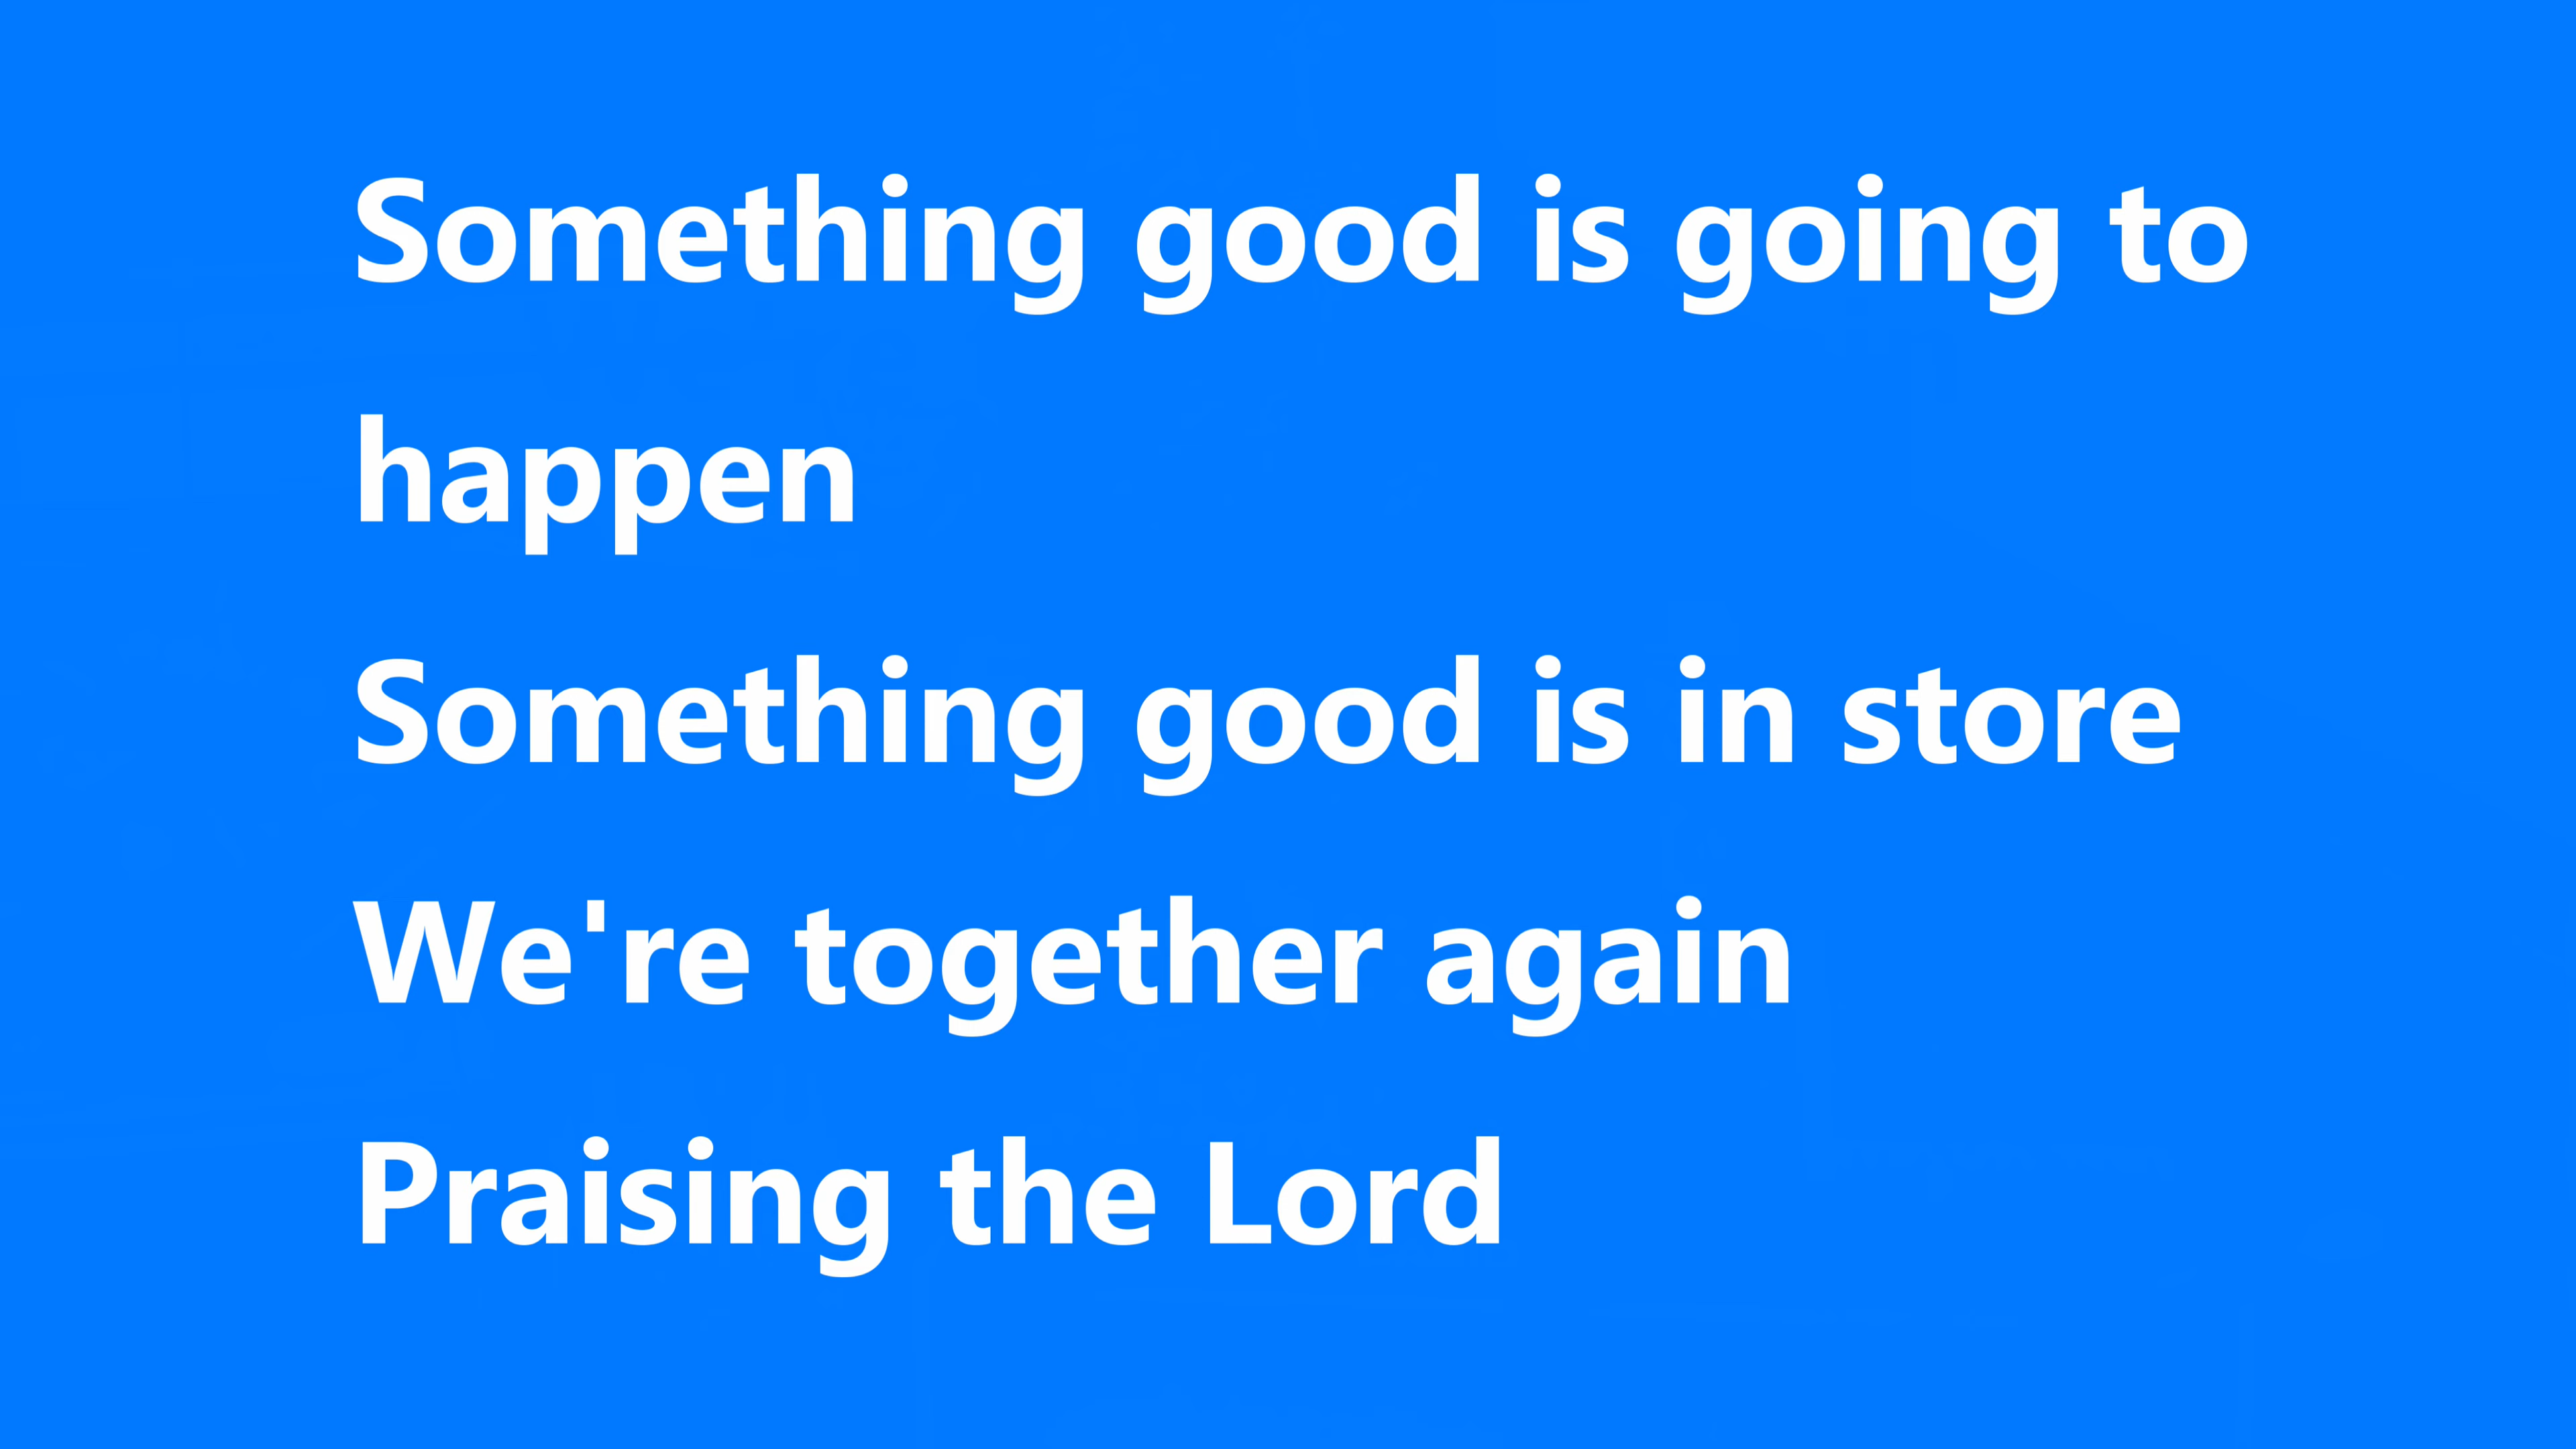 Something good is going to
happen
Something good is in store
We're together again
Praising the Lord